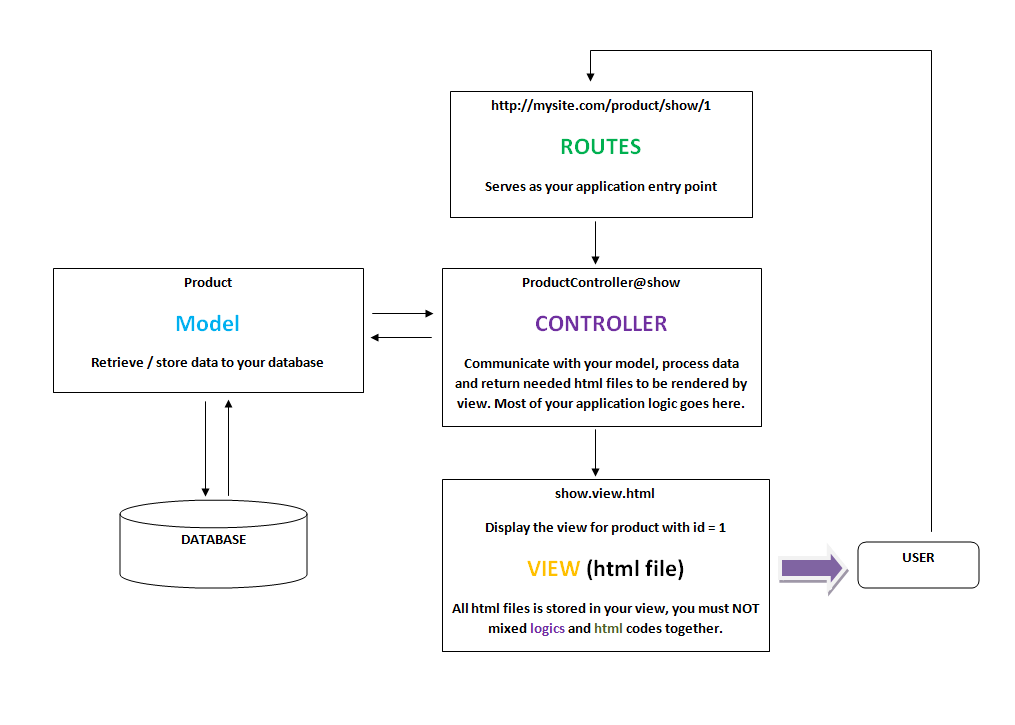 http://mysite.com/product/show/1
ROUTES
Serves as your application entry point
Product
Model
Retrieve / store data to your database
ProductController@show
CONTROLLER
Communicate with your model, process data
and return needed html files to be rendered by
view. Most of your application logic goes here.
DATABASE
show.view.html
Display the view for product with id = 1
VIEW (html file)
All html files is stored in your view, you must NOT
mixed logics and html codes together.
USER